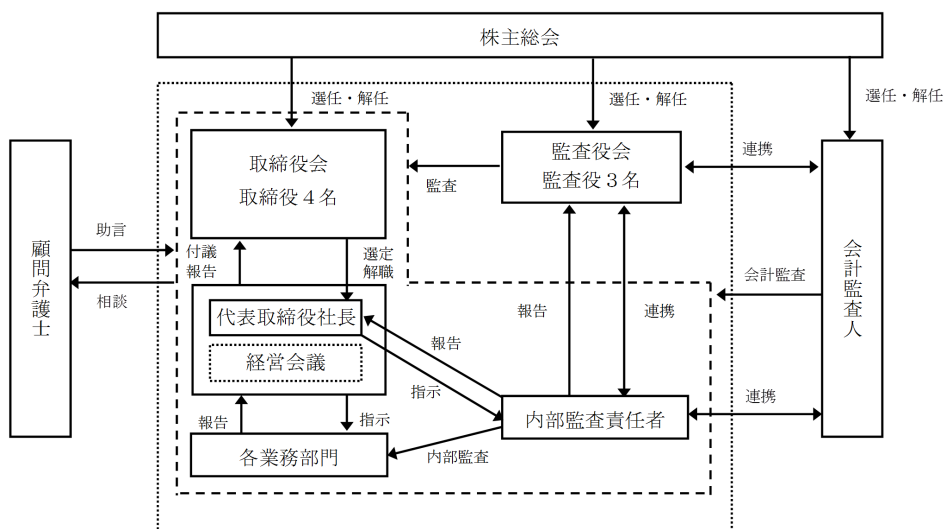 株主総会
選任・解任
選任・解任
選任・解任
取締役会
取締役４名
監査役会
監査役３名
監査
連携
顧問弁護士
助言
相談
会計監査人
会計監査
付議
報告
選定
解職
代表取締役社長
経営会議
報告
指示
報告
連携
報告
指示
各業務部門
内部監査
内部監査責任者
連携